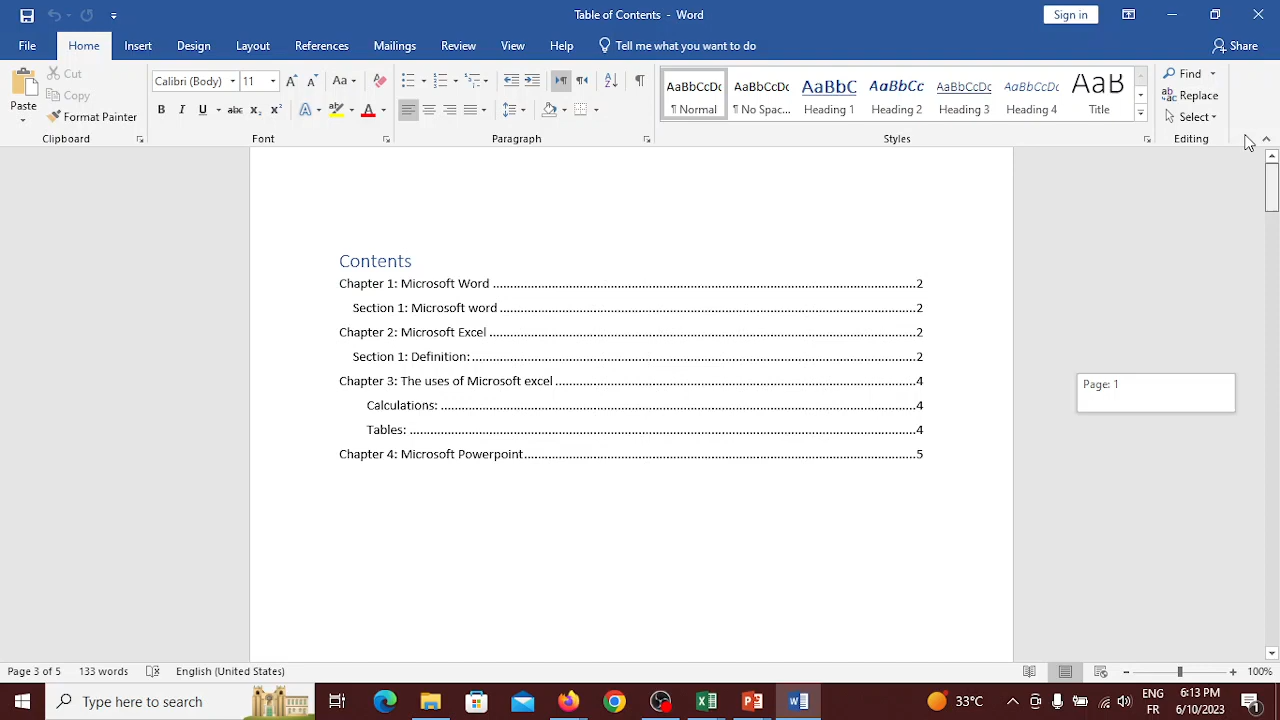 Table of Contents - Word
Sign in
File Home Insert Design Layout References Mailings Review View Help Tell me what you want to do Share
Paste
Cut
Copy
Format Painter
Clipboard
Calibri (Body) 11 Aa
B I U abc x₂ x² A A
Font
Paragraph
AaBbCcDc AaBbCcDc AaBbC AaBbCc AaBbCcDc AaBbCcDc AaB
¶ Normal ¶ No Spac... Heading 1 Heading 2 Heading 3 Heading 4 Title
Styles
Find
Replace
Select
Editing
Contents
Chapter 1: Microsoft Word 2
Section 1: Microsoft word 2
Chapter 2: Microsoft Excel 2
Section 1: Definition: 2
Chapter 3: The uses of Microsoft excel 4
Calculations: 4
Tables: 4
Chapter 4: Microsoft Powerpoint 5
Page: 1
Page 3 of 5 133 words English (United States) 100%
Type here to search
33°C
ENG
FR
6:13 PM
6/10/2023
1